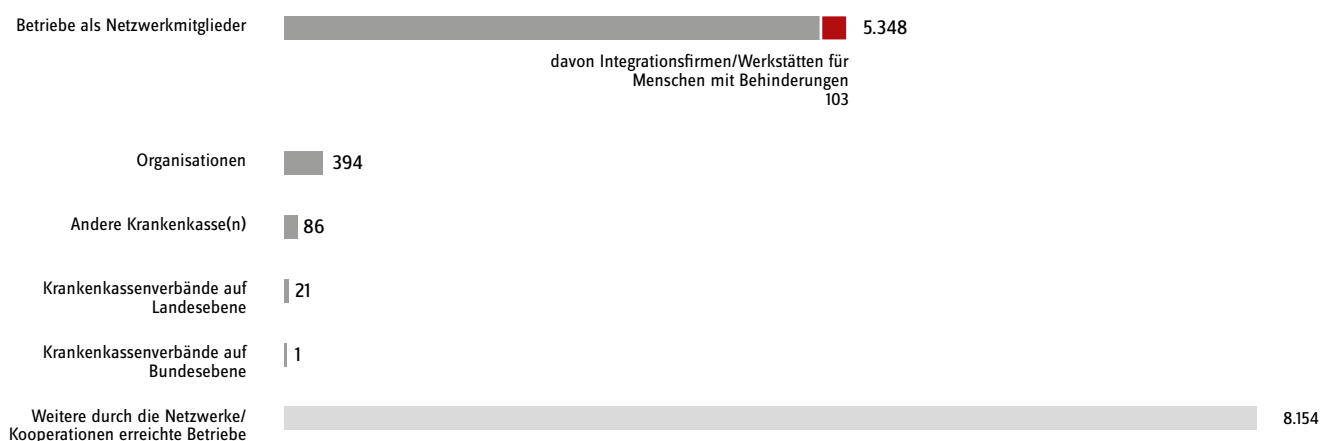 Betriebe als Netzwerkmitglieder
5.348
davon Integrationsfirmen/Werkstätten für
Menschen mit Behinderungen
103
Organisationen
394
Andere Krankenkasse(n)
86
Krankenkassenverbände auf
Landesebene
21
Krankenkassenverbände auf
Bundesebene
1
Weitere durch die Netzwerke/
Kooperationen erreichte Betriebe
8.154